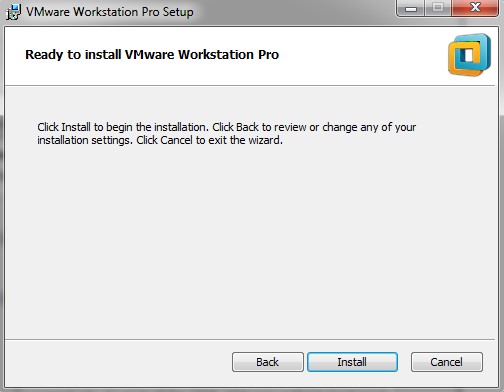 VMware Workstation Pro Setup
Ready to install VMware Workstation Pro
Click Install to begin the installation. Click Back to review or change any of your
installation settings. Click Cancel to exit the wizard.
Back Install Cancel